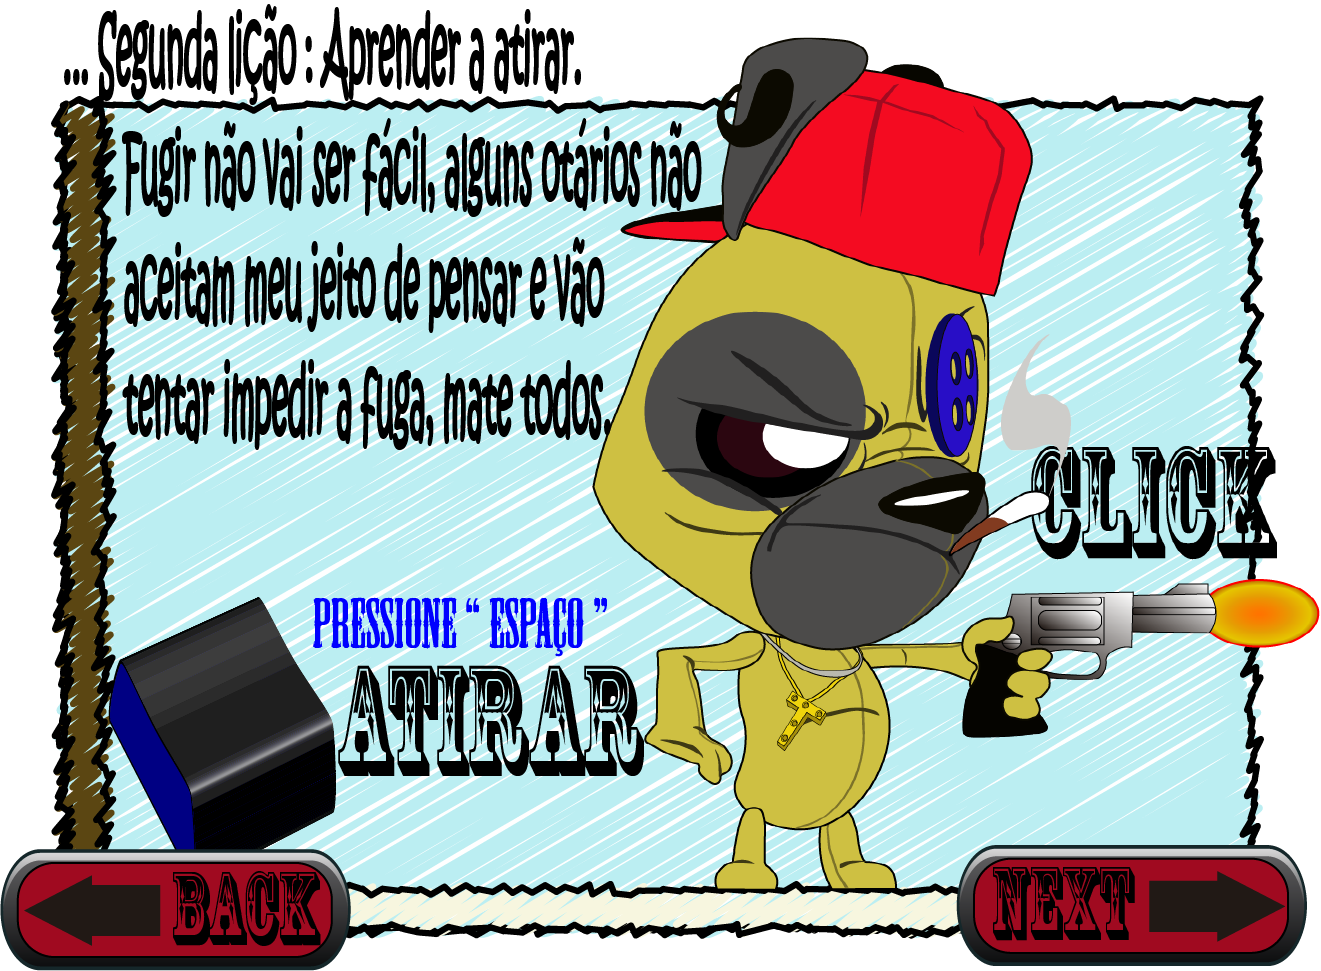 ... Segunda lição : Aprender a atirar.
Fugir não vai ser fácil, alguns otários não
aceitam meu jeito de pensar e vão
tentar impedir a fuga, mate todos.
CLICK
PRESSIONE “ ESPAÇO ”
ATIRAR
BACK
NEXT